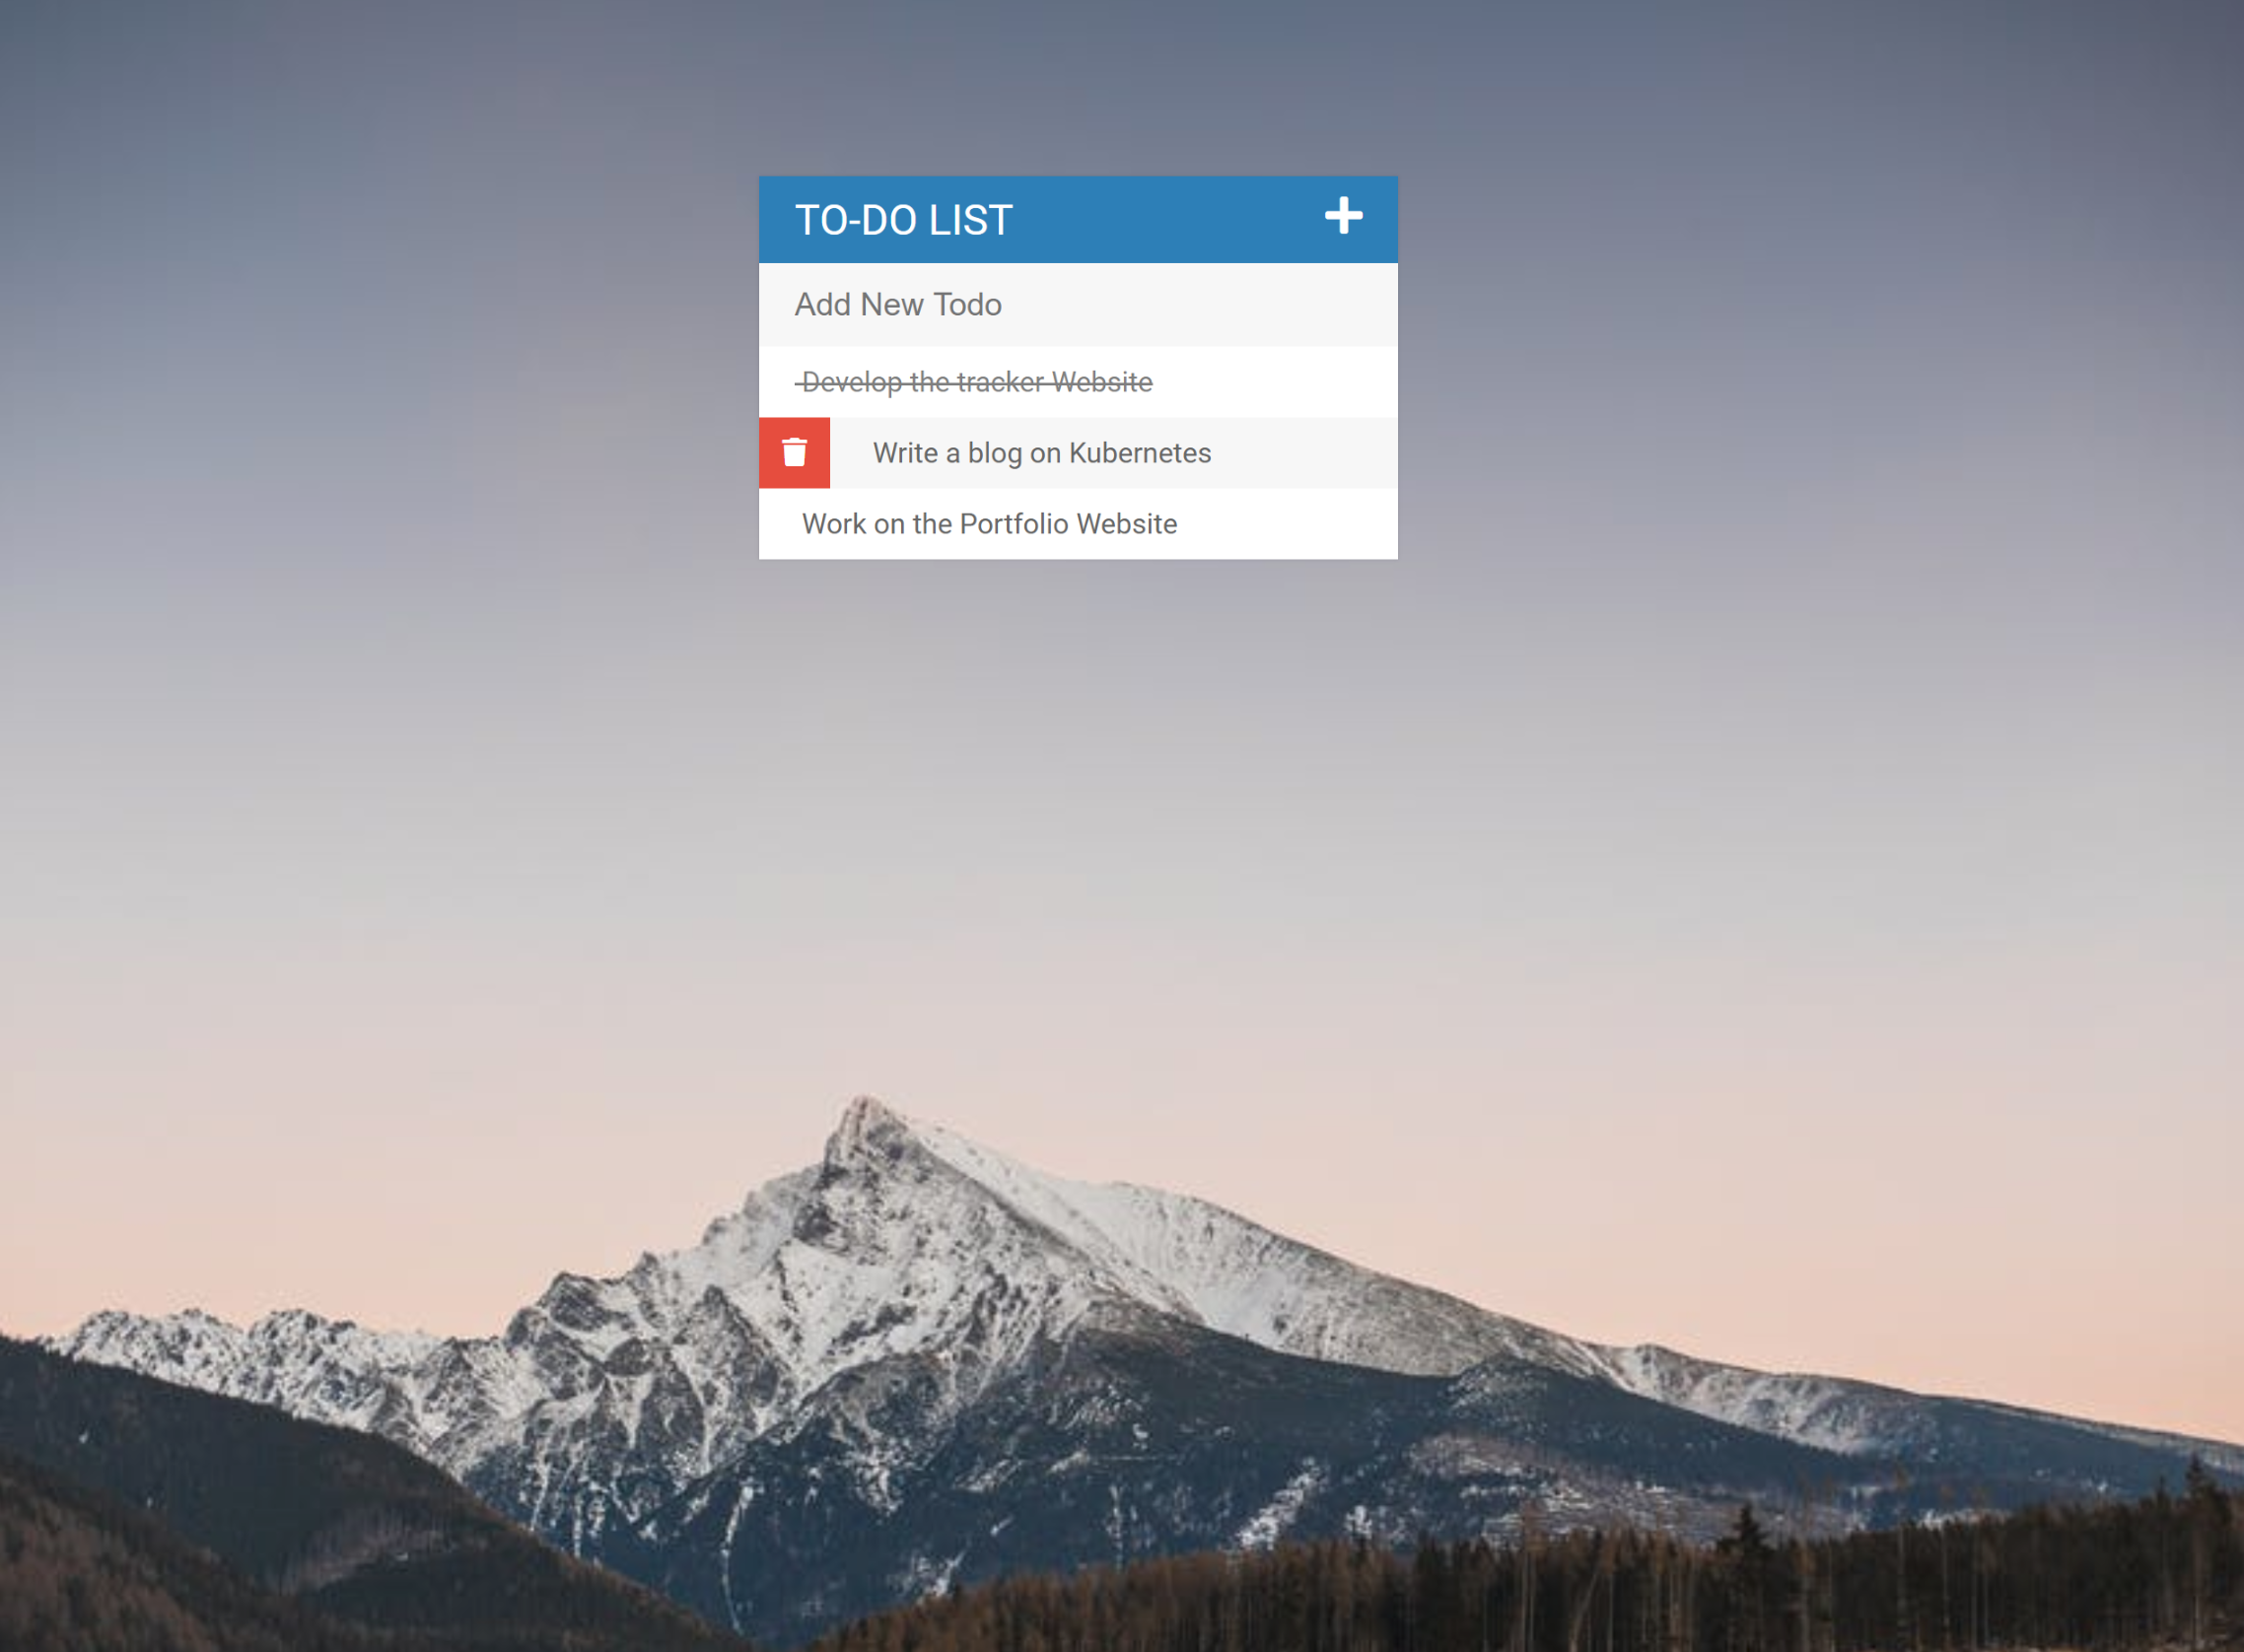 TO-DO LIST
Add New Todo
Develop the tracker Website
Write a blog on Kubernetes
Work on the Portfolio Website